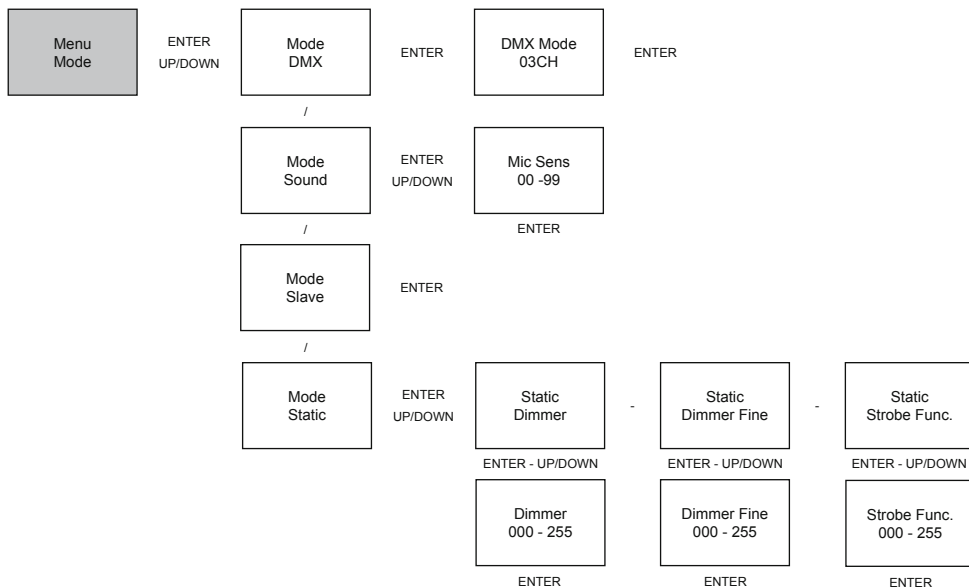 Menu
Mode
ENTER
UP/DOWN
Mode
DMX
ENTER
DMX Mode
03CH
ENTER
/
Mode
Sound
ENTER
UP/DOWN
Mic Sens
00 -99
ENTER
/
Mode
Slave
ENTER
/
Mode
Static
ENTER
UP/DOWN
Static
Dimmer
-
Static
Dimmer Fine
-
Static
Strobe Func.
ENTER - UP/DOWN
ENTER - UP/DOWN
ENTER - UP/DOWN
Dimmer
000 - 255
Dimmer Fine
000 - 255
Strobe Func.
000 - 255
ENTER
ENTER
ENTER